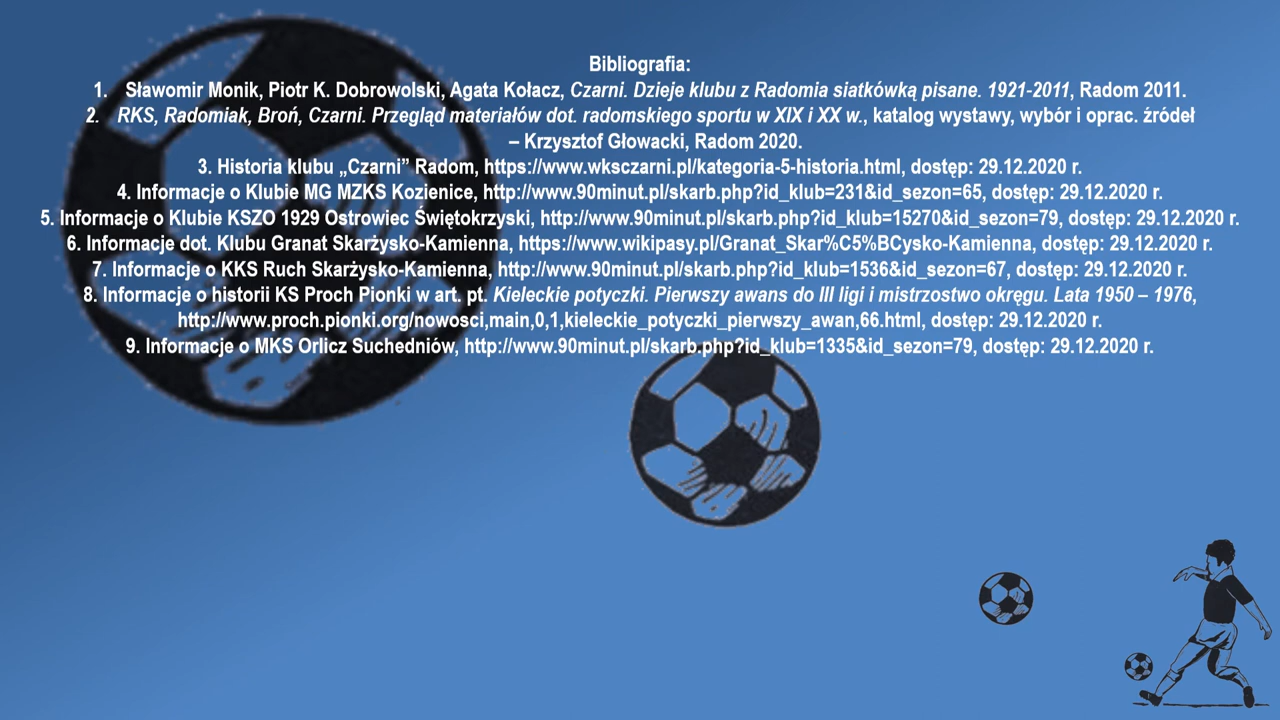 Bibliografia:
1. Sławomir Monik, Piotr K. Dobrowolski, Agata Kołacz, Czarni. Dzieje klubu z Radomia siatkówką pisane. 1921-2011, Radom 2011.
2. RKS, Radomiak, Broń, Czarni. Przegląd materiałów dot. radomskiego sportu w XIX i XX w., katalog wystawy, wybór i oprac. źródeł
– Krzysztof Głowacki, Radom 2020.
3. Historia klubu „Czarni” Radom, https://www.wksczarni.pl/kategoria-5-historia.html, dostęp: 29.12.2020 r.
4. Informacje o Klubie MG MZKS Kozienice, http://www.90minut.pl/skarb.php?id_klub=231&id_sezon=65, dostęp: 29.12.2020 r.
5. Informacje o Klubie KSZO 1929 Ostrowiec Świętokrzyski, http://www.90minut.pl/skarb.php?id_klub=15270&id_sezon=79, dostęp: 29.12.2020 r.
6. Informacje dot. Klubu Granat Skarżysko-Kamienna, https://www.wikipasy.pl/Granat_Skar%C5%BCysko-Kamienna, dostęp: 29.12.2020 r.
7. Informacje o KKS Ruch Skarżysko-Kamienna, http://www.90minut.pl/skarb.php?id_klub=1536&id_sezon=67, dostęp: 29.12.2020 r.
8. Informacje o historii KS Proch Pionki w art. pt. Kieleckie potyczki. Pierwszy awans do III ligi i mistrzostwo okręgu. Lata 1950 – 1976,
http://www.proch.pionki.org/nowosci,main,0,1,kieleckie_potyczki_pierwszy_awan,66.html, dostęp: 29.12.2020 r.
9. Informacje o MKS Orlicz Suchedniów, http://www.90minut.pl/skarb.php?id_klub=1335&id_sezon=79, dostęp: 29.12.2020 r.